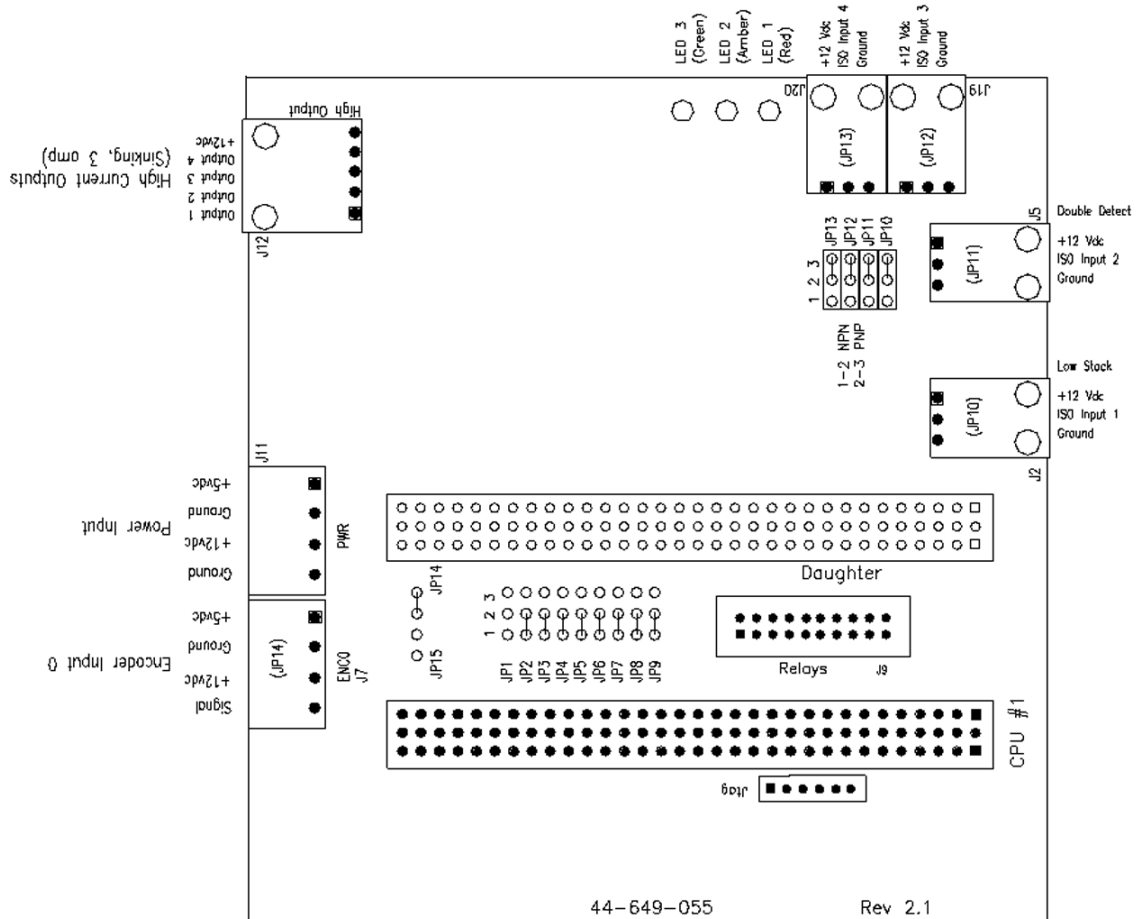 LED 3
(Green)
LED 2
(Amber)
LED 1
(Red)
+12 Vdc
ISO Input 4
Ground
+12 Vdc
ISO Input 3
Ground
J20
J19
(JP13)
(JP12)
High Current Outputs
(Sinking, 3 amp)
High Output
+12vdc
Output 4
Output 3
Output 2
Output 1
J12
JP13
JP12
JP11
JP10
1 2 3
1-2 NPN
2-3 PNP
J5
Double Detect
+12 Vdc
ISO Input 2
Ground
(JP11)
Low Stack
+12 Vdc
ISO Input 1
Ground
(JP10)
J2
J11
Power Input
+5vdc
Ground
+12vdc
Ground
PWR
Encoder Input 0
+5vdc
Ground
+12vdc
Signal
(JP14)
ENC0
J7
JP14
JP15
1 2 3
JP1
JP2
JP3
JP4
JP5
JP6
JP7
JP8
JP9
Daughter
Relays
J9
CPU #1
Jtag
44-649-055
Rev 2.1